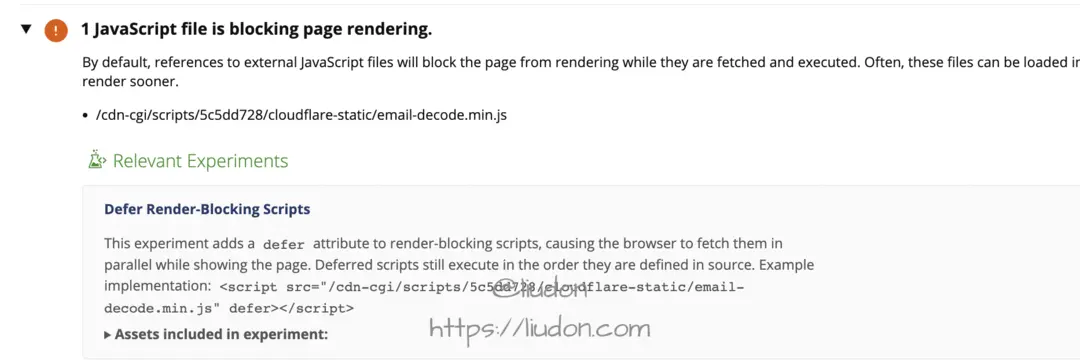 1 JavaScript file is blocking page rendering.
By default, references to external JavaScript files will block the page from rendering while they are fetched and executed. Often, these files can be loaded in
render sooner.
• /cdn-cgi/scripts/5c5dd728/cloudflare-static/email-decode.min.js
Relevant Experiments
Defer Render-Blocking Scripts
This experiment adds a defer attribute to render-blocking scripts, causing the browser to fetch them in
parallel while showing the page. Deferred scripts still execute in the order they are defined in source. Example
implementation: <script src="/cdn-cgi/scripts/5c5dd728/cloudflare-static/email-
decode.min.js" defer></script>
@liudon
Assets included in experiment:
https://liudon.com